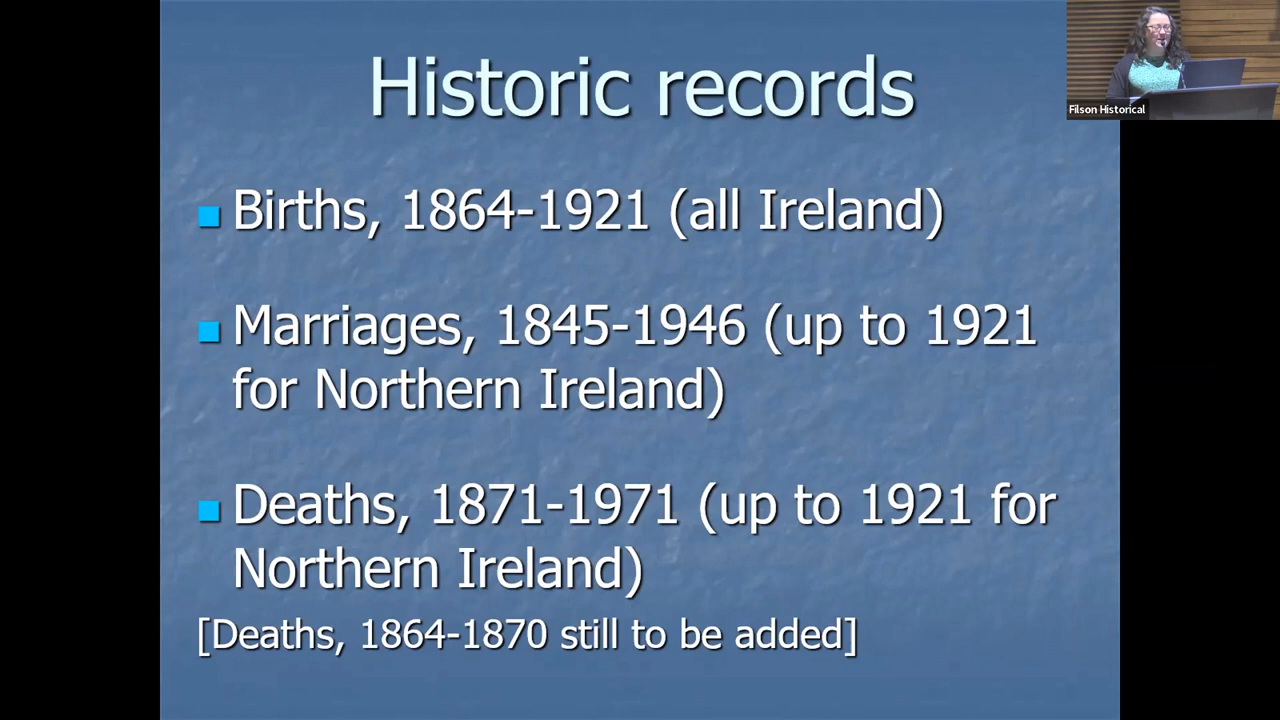 Historic records
Births, 1864-1921 (all Ireland)
Marriages, 1845-1946 (up to 1921
for Northern Ireland)
Deaths, 1871-1971 (up to 1921 for
Northern Ireland)
[Deaths, 1864-1870 still to be added]
Filson Historical